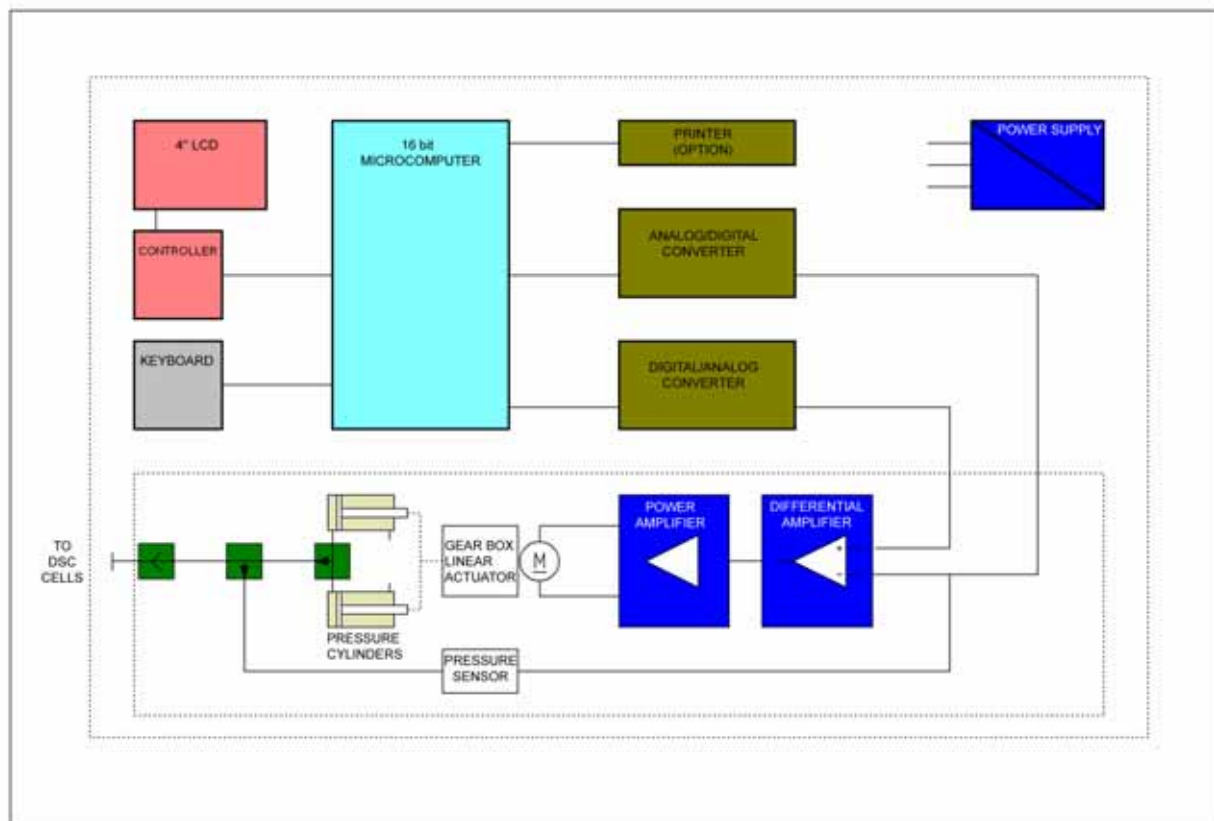 4" LCD
16 bit
MICROCOMPUTER
PRINTER
(OPTION)
POWER SUPPLY
CONTROLLER
ANALOG/DIGITAL
CONVERTER
KEYBOARD
DIGITAL/ANALOG
CONVERTER
TO
DSC
CELLS
PRESSURE
CYLINDERS
GEAR BOX
LINEAR
ACTUATOR
M
POWER
AMPLIFIER
DIFFERENTIAL
AMPLIFIER
+
-
PRESSURE
SENSOR